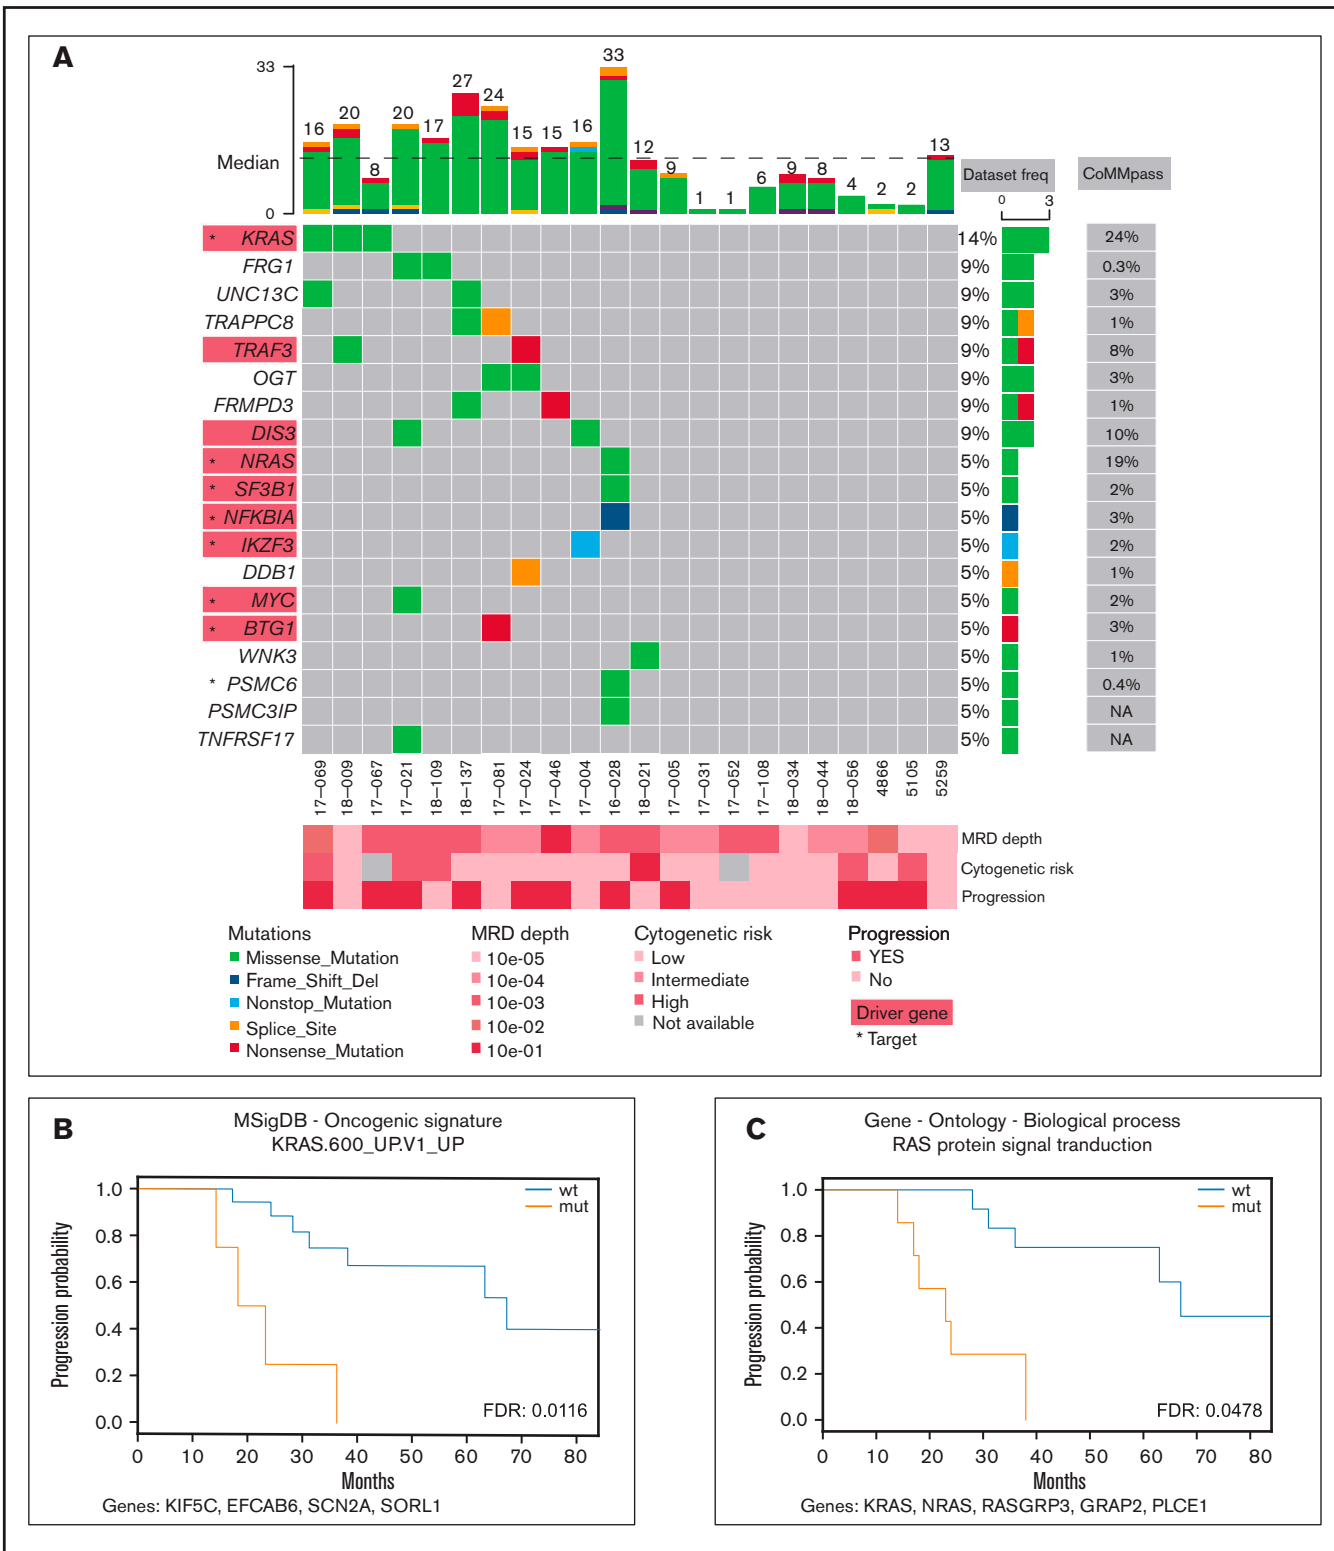 A
33
Median
0
16
20
8
20
17
27
24
15
15
16
33
12
9
1
1
6
9
8
4
2
2
13
Dataset freq
CoMMpass
0 3
* KRAS 14% 24%
FRG1 9% 0.3%
UNC13C 9% 3%
TRAPPC8 9% 1%
TRAF3 9% 8%
OGT 9% 3%
FRMPD3 9% 1%
DIS3 9% 10%
* NRAS 5% 19%
* SF3B1 5% 2%
* NFKBIA 5% 3%
* IKZF3 5% 2%
DDB1 5% 1%
* MYC 5% 2%
* BTG1 5% 3%
WNK3 5% 1%
* PSMC6 5% 0.4%
PSMC3IP 5% NA
TNFRSF17 5% NA
17–069
18–009
17–067
17–021
18–109
18–137
17–081
17–024
17–046
17–004
16–028
18–021
17–005
17–031
17–052
17–108
18–034
18–044
18–056
4866
5105
5259
MRD depth
Cytogenetic risk
Progression
Mutations
Missense_Mutation
Frame_Shift_Del
Nonstop_Mutation
Splice_Site
Nonsense_Mutation
MRD depth
10e-05
10e-04
10e-03
10e-02
10e-01
Cytogenetic risk
Low
Intermediate
High
Not available
Progression
YES
No
Driver gene
* Target
B
MSigDB - Oncogenic signature
KRAS.600_UP.V1_UP
Progression probability
1.0
0.8
0.6
0.4
0.2
0.0
wt
mut
FDR: 0.0116
0 10 20 30 40 50 60 70 80
Months
Genes: KIF5C, EFCAB6, SCN2A, SORL1
C
Gene - Ontology - Biological process
RAS protein signal tranduction
Progression probability
1.0
0.8
0.6
0.4
0.2
0.0
wt
mut
FDR: 0.0478
0 10 20 30 40 50 60 70 80
Months
Genes: KRAS, NRAS, RASGRP3, GRAP2, PLCE1